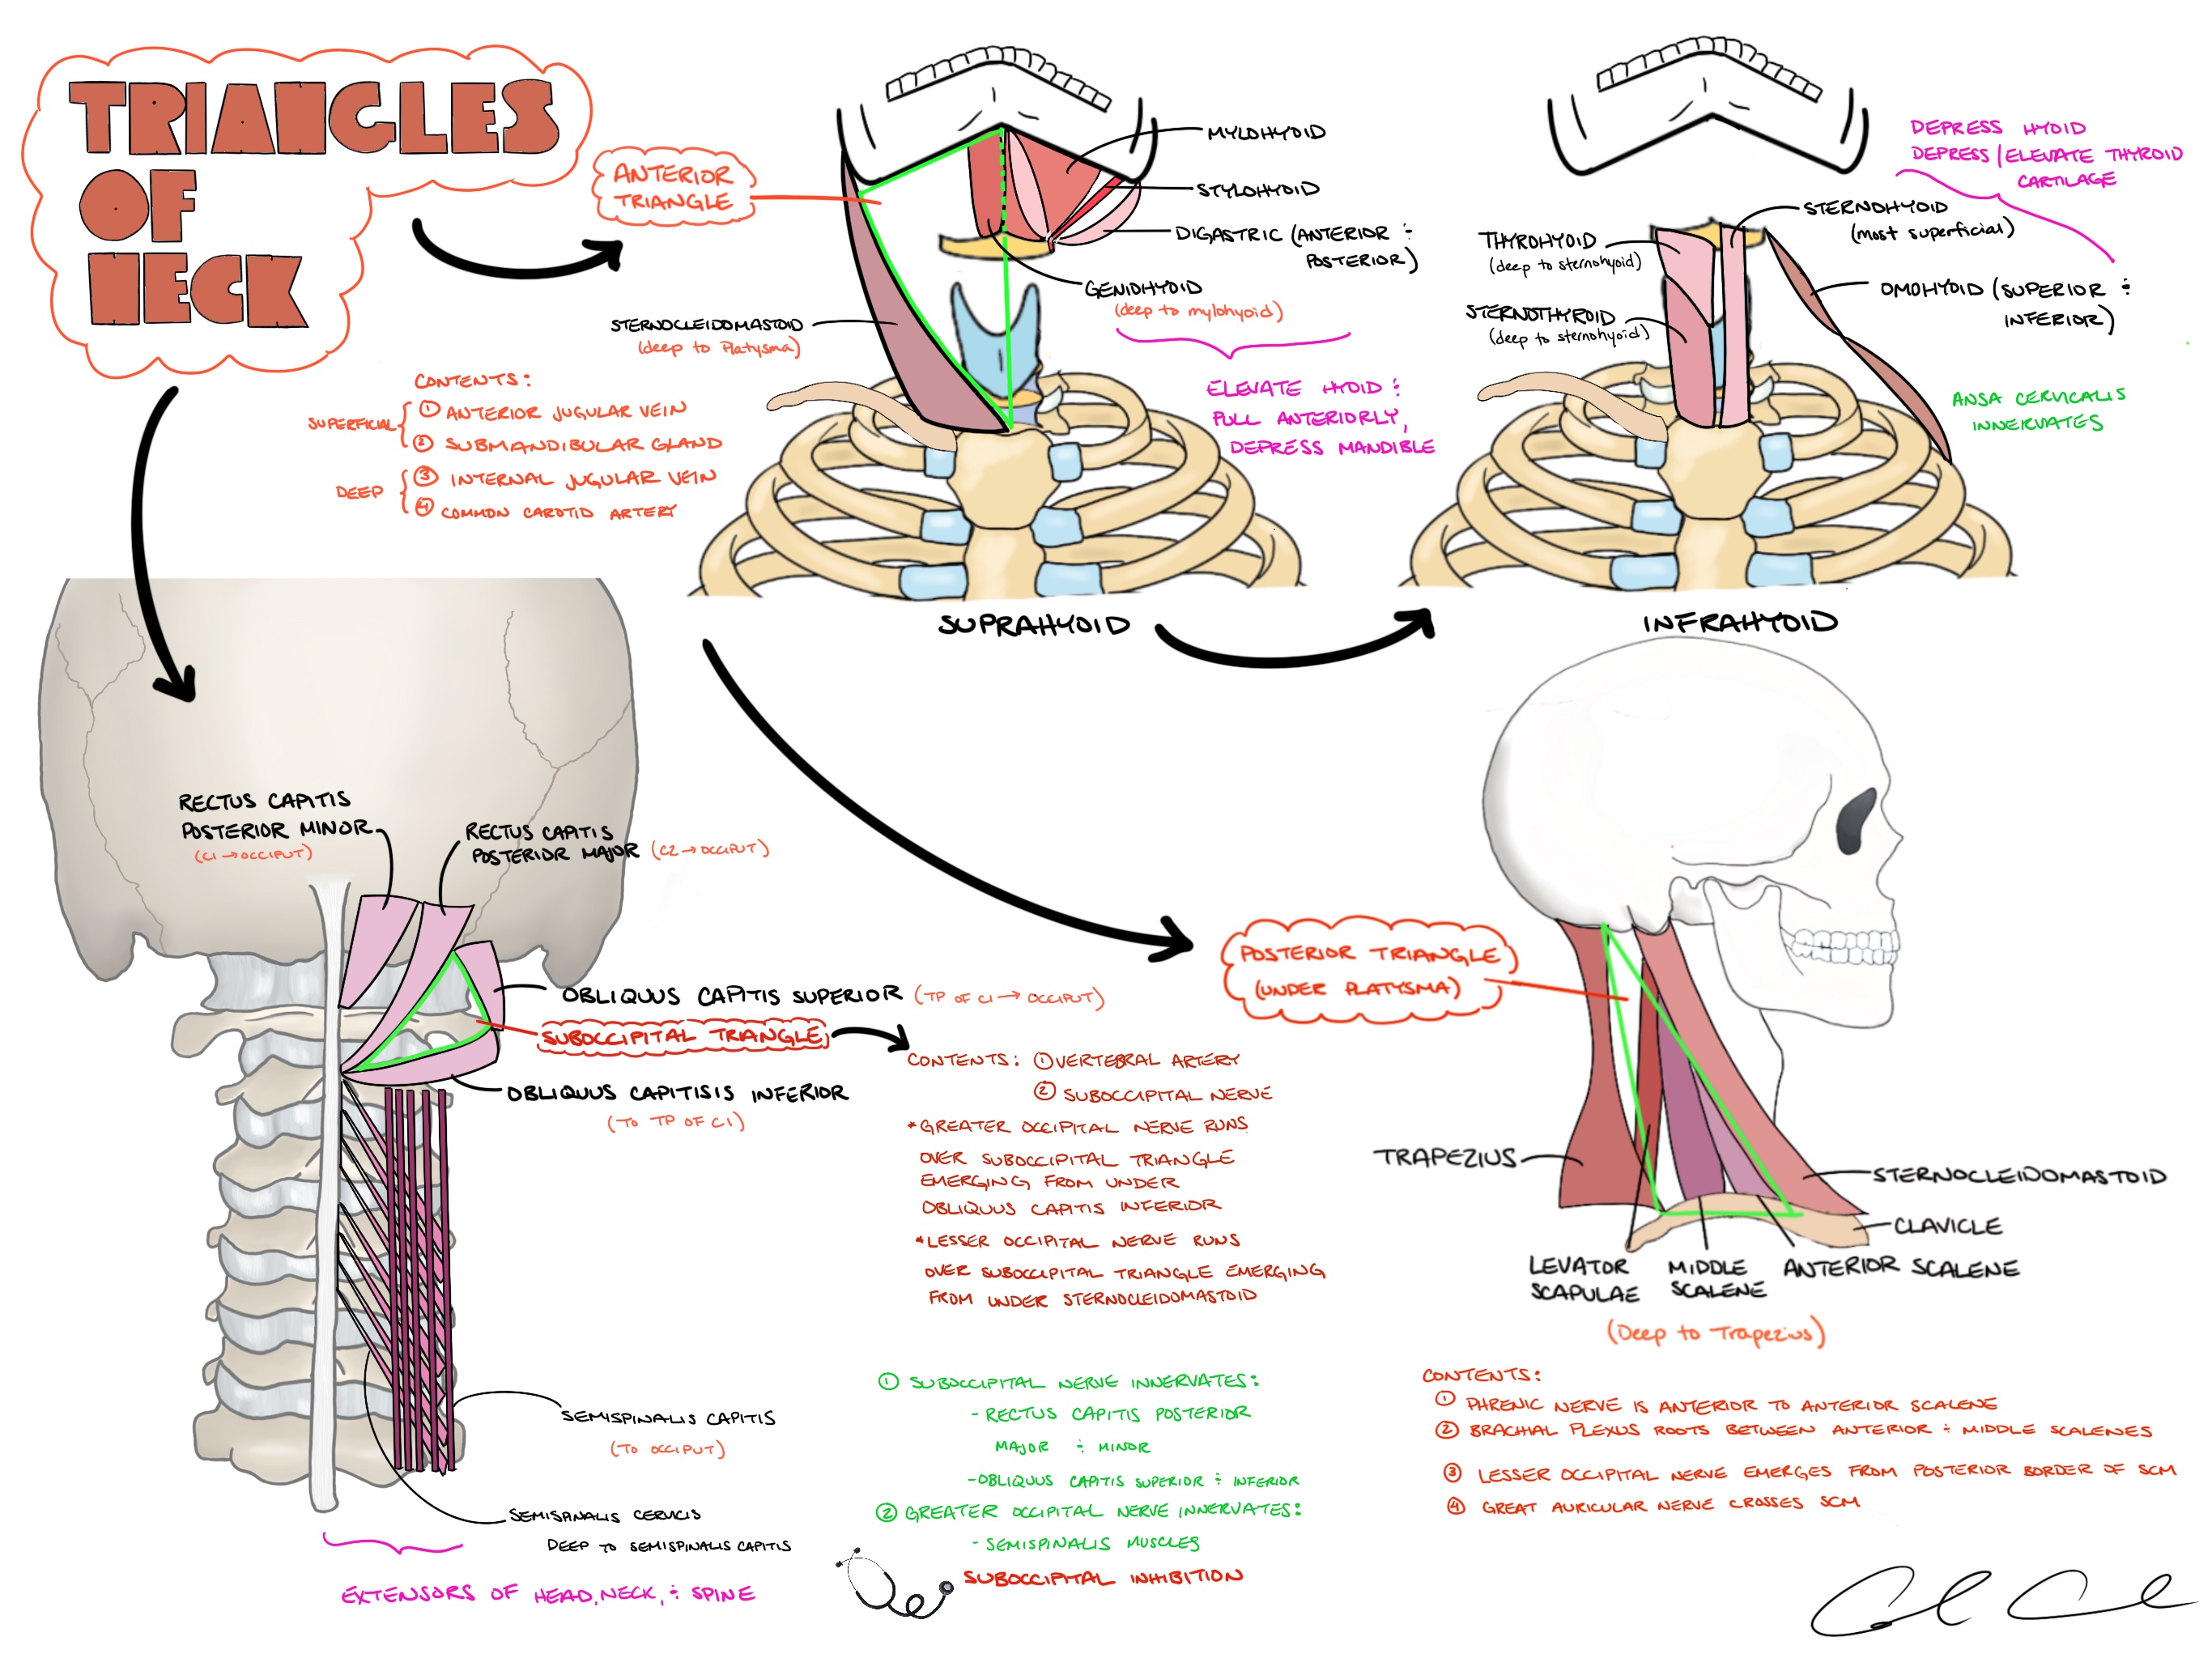 TRIANGLES
OF
NECK
ANTERIOR
TRIANGLE
MYLOHYOID
STYLOHYOID
DIGASTRIC (ANTERIOR &
POSTERIOR)
GENIOHYOID
(deep to mylohyoid)
STERNOCLEIDOMASTOID
(deep to Platysma)
ELEVATE HYOID &
PULL ANTERIORLY,
DEPRESS MANDIBLE
CONTENTS:
SUPERFICIAL
① ANTERIOR JUGULAR VEIN
② SUBMANDIBULAR GLAND
DEEP
③ INTERNAL JUGULAR VEIN
④ COMMON CAROTID ARTERY
SUPRAHYOID
DEPRESS HYOID
DEPRESS/ELEVATE THYROID
CARTILAGE
STERNOHYOID
(most superficial)
THYROHYOID
(deep to sternohyoid)
STERNOTHYROID
(deep to sternohyoid)
OMOHYOID (SUPERIOR &
INFERIOR)
ANSA CERVICALIS
INNERVATES
INFRAHYOID
RECTUS CAPITIS
POSTERIOR MINOR
(C1 → OCCIPUT)
RECTUS CAPITIS
POSTERIOR MAJOR (C2 → OCCIPUT)
OBLIQUUS CAPITIS SUPERIOR (TP OF C1 → OCCIPUT)
SUBOCCIPITAL TRIANGLE
OBLIQUUS CAPITISIS INFERIOR
(TO TP OF C1)
CONTENTS: ① VERTEBRAL ARTERY
② SUBOCCIPITAL NERVE
* GREATER OCCIPITAL NERVE RUNS
OVER SUBOCCIPITAL TRIANGLE
EMERGING FROM UNDER
OBLIQUUS CAPITIS INFERIOR
* LESSER OCCIPITAL NERVE RUNS
OVER SUBOCCIPITAL TRIANGLE EMERGING
FROM UNDER STERNOCLEIDOMASTOID
SEMISPINALIS CAPITIS
(TO OCCIPUT)
SEMISPINALIS CERVICIS
DEEP TO SEMISPINALIS CAPITIS
EXTENSORS OF HEAD, NECK, & SPINE
① SUBOCCIPITAL NERVE INNERVATES:
- RECTUS CAPITIS POSTERIOR
MAJOR & MINOR
- OBLIQUUS CAPITIS SUPERIOR & INFERIOR
② GREATER OCCIPITAL NERVE INNERVATES:
- SEMISPINALIS MUSCLES
SUBOCCIPITAL INHIBITION
POSTERIOR TRIANGLE
(UNDER PLATYSMA)
TRAPEZIUS
STERNOCLEIDOMASTOID
CLAVICLE
LEVATOR
SCAPULAE
MIDDLE
SCALENE
ANTERIOR SCALENE
(Deep to Trapezius)
CONTENTS:
① PHRENIC NERVE IS ANTERIOR TO ANTERIOR SCALENE
② BRACHIAL PLEXUS ROOTS BETWEEN ANTERIOR & MIDDLE SCALENES
③ LESSER OCCIPITAL NERVE EMERGES FROM POSTERIOR BORDER OF SCM
④ GREAT AURICULAR NERVE CROSSES SCM